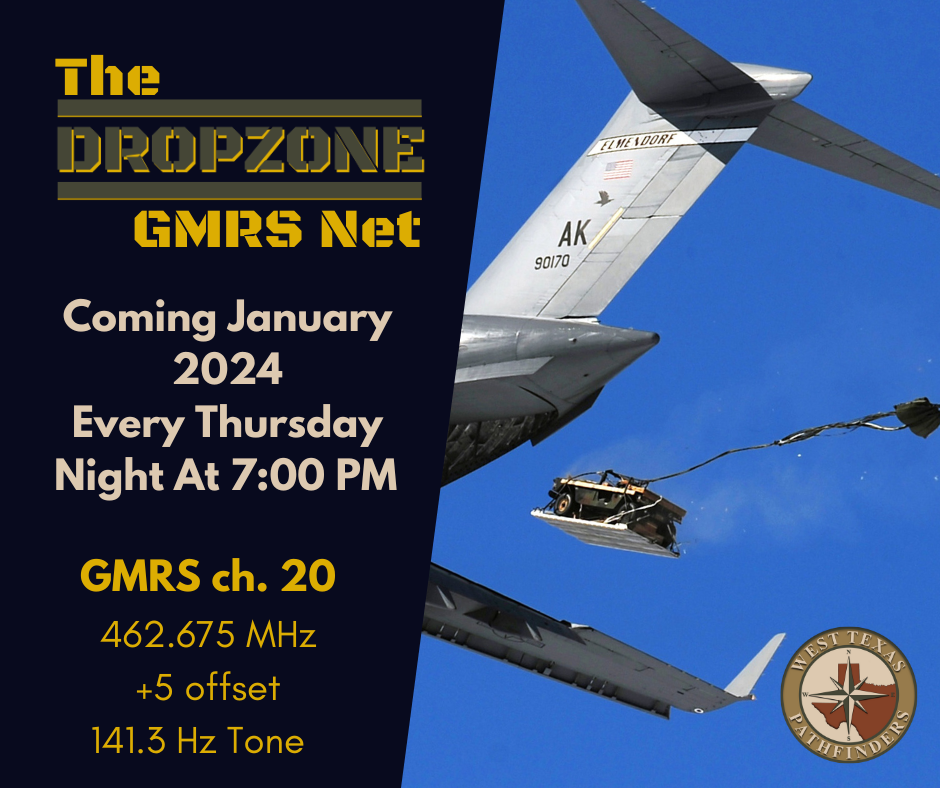 The
DROPZONE
GMRS Net
Coming January
2024
Every Thursday
Night At 7:00 PM
GMRS ch. 20
462.675 MHz
+5 offset
141.3 Hz Tone
ELMENDORF
AK
90170
WEST TEXAS
N
W
E
S
PATHFINDERS